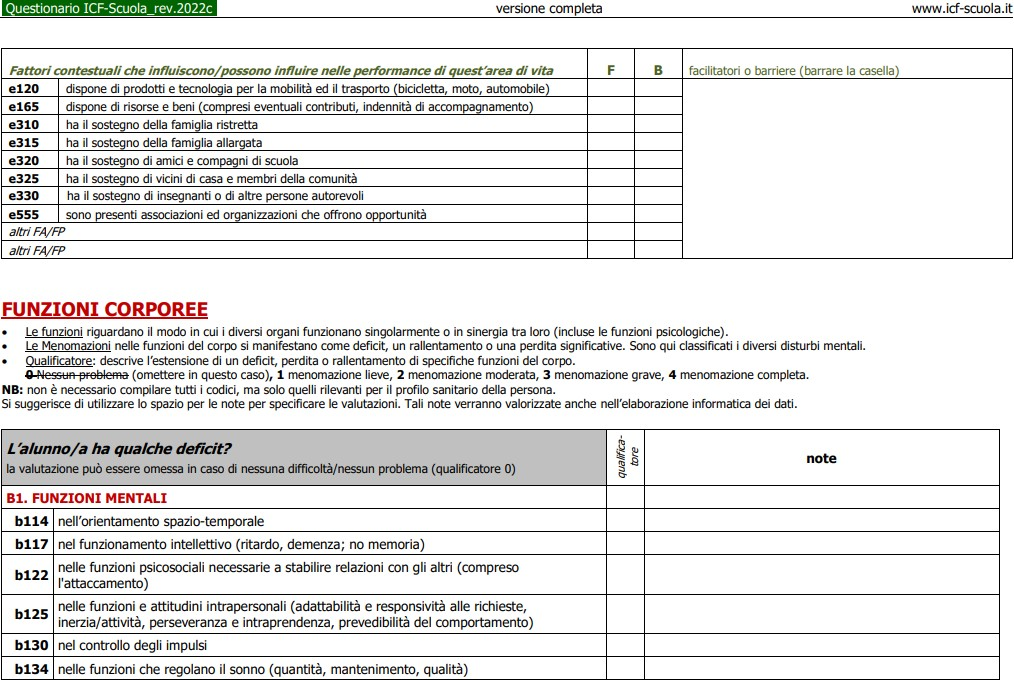 Questionario ICF-Scuola_rev.2022c versione completa www.icf-scuola.it
Fattori contestuali che influiscono/possono influire nelle performance di quest'area di vita F B facilitatori o barriere (barrare la casella)
e120 dispone di prodotti e tecnologia per la mobilità ed il trasporto (bicicletta, moto, automobile)
e165 dispone di risorse e beni (compresi eventuali contributi, indennità di accompagnamento)
e310 ha il sostegno della famiglia ristretta
e315 ha il sostegno della famiglia allargata
e320 ha il sostegno di amici e compagni di scuola
e325 ha il sostegno di vicini di casa e membri della comunità
e330 ha il sostegno di insegnanti o di altre persone autorevoli
e555 sono presenti associazioni ed organizzazioni che offrono opportunità
altri FA/FP
altri FA/FP
FUNZIONI CORPOREE
• Le funzioni riguardano il modo in cui i diversi organi funzionano singolarmente o in sinergia tra loro (incluse le funzioni psicologiche).
• Le Menomazioni nelle funzioni del corpo si manifestano come deficit, un rallentamento o una perdita significative. Sono qui classificati i diversi disturbi mentali.
• Qualificatore: descrive l'estensione di un deficit, perdita o rallentamento di specifiche funzioni del corpo.
0 Nessun problema (omettere in questo caso), 1 menomazione lieve, 2 menomazione moderata, 3 menomazione grave, 4 menomazione completa.
NB: non è necessario compilare tutti i codici, ma solo quelli rilevanti per il profilo sanitario della persona.
Si suggerisce di utilizzare lo spazio per le note per specificare le valutazioni. Tali note verranno valorizzate anche nell'elaborazione informatica dei dati.
L'alunno/a ha qualche deficit?
la valutazione può essere omessa in caso di nessuna difficoltà/nessun problema (qualificatore 0)
qualifica-
tore
note
B1. FUNZIONI MENTALI
b114 nell'orientamento spazio-temporale
b117 nel funzionamento intellettivo (ritardo, demenza; no memoria)
b122 nelle funzioni psicosociali necessarie a stabilire relazioni con gli altri (compreso
l'attaccamento)
b125 nelle funzioni e attitudini intrapersonali (adattabilità e responsività alle richieste,
inerzia/attività, perseveranza e intraprendenza, prevedibilità del comportamento)
b130 nel controllo degli impulsi
b134 nelle funzioni che regolano il sonno (quantità, mantenimento, qualità)